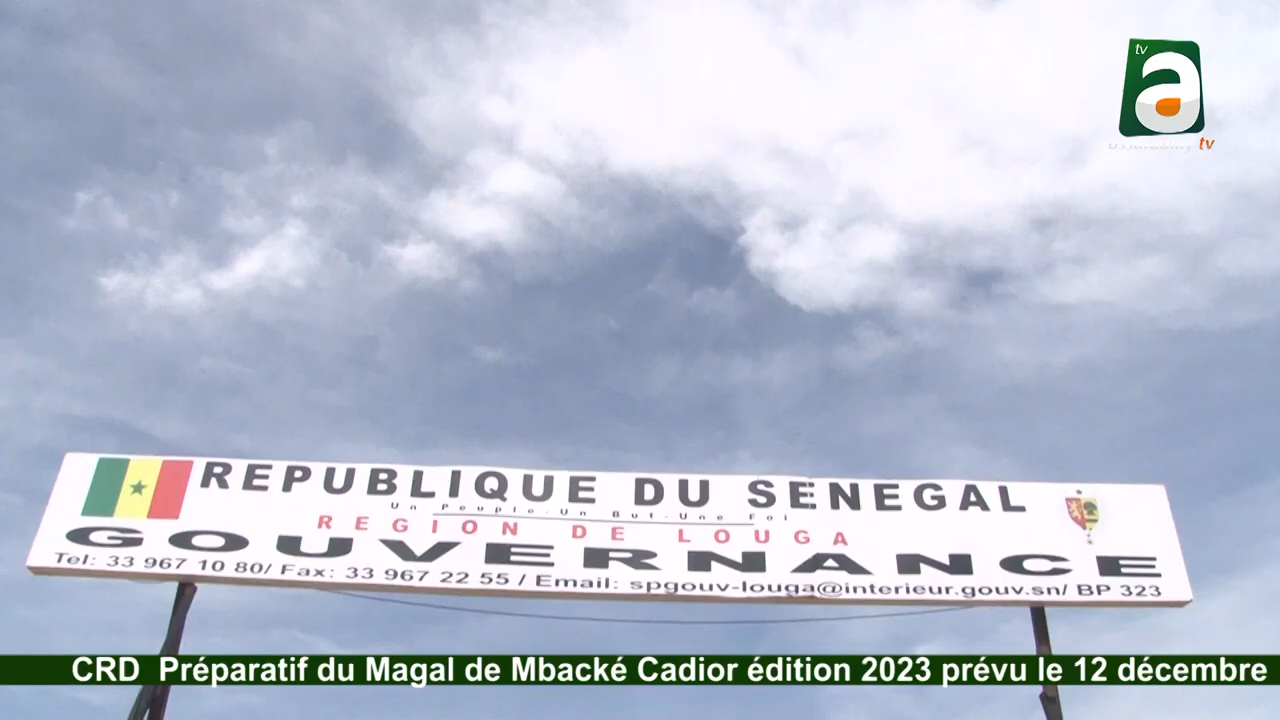 tv
a
tv
REPUBLIQUE DU SENEGAL
Un Peuple-Un But-Une Foi
REGION DE LOUGA
GOUVERNANCE
Tel: 33 967 10 80/ Fax: 33 967 22 55 / Email: spgouv-louga@interieur.gouv.sn/ BP 323
CRD Préparatif du Magal de Mbacké Cadior édition 2023 prévu le 12 décembre